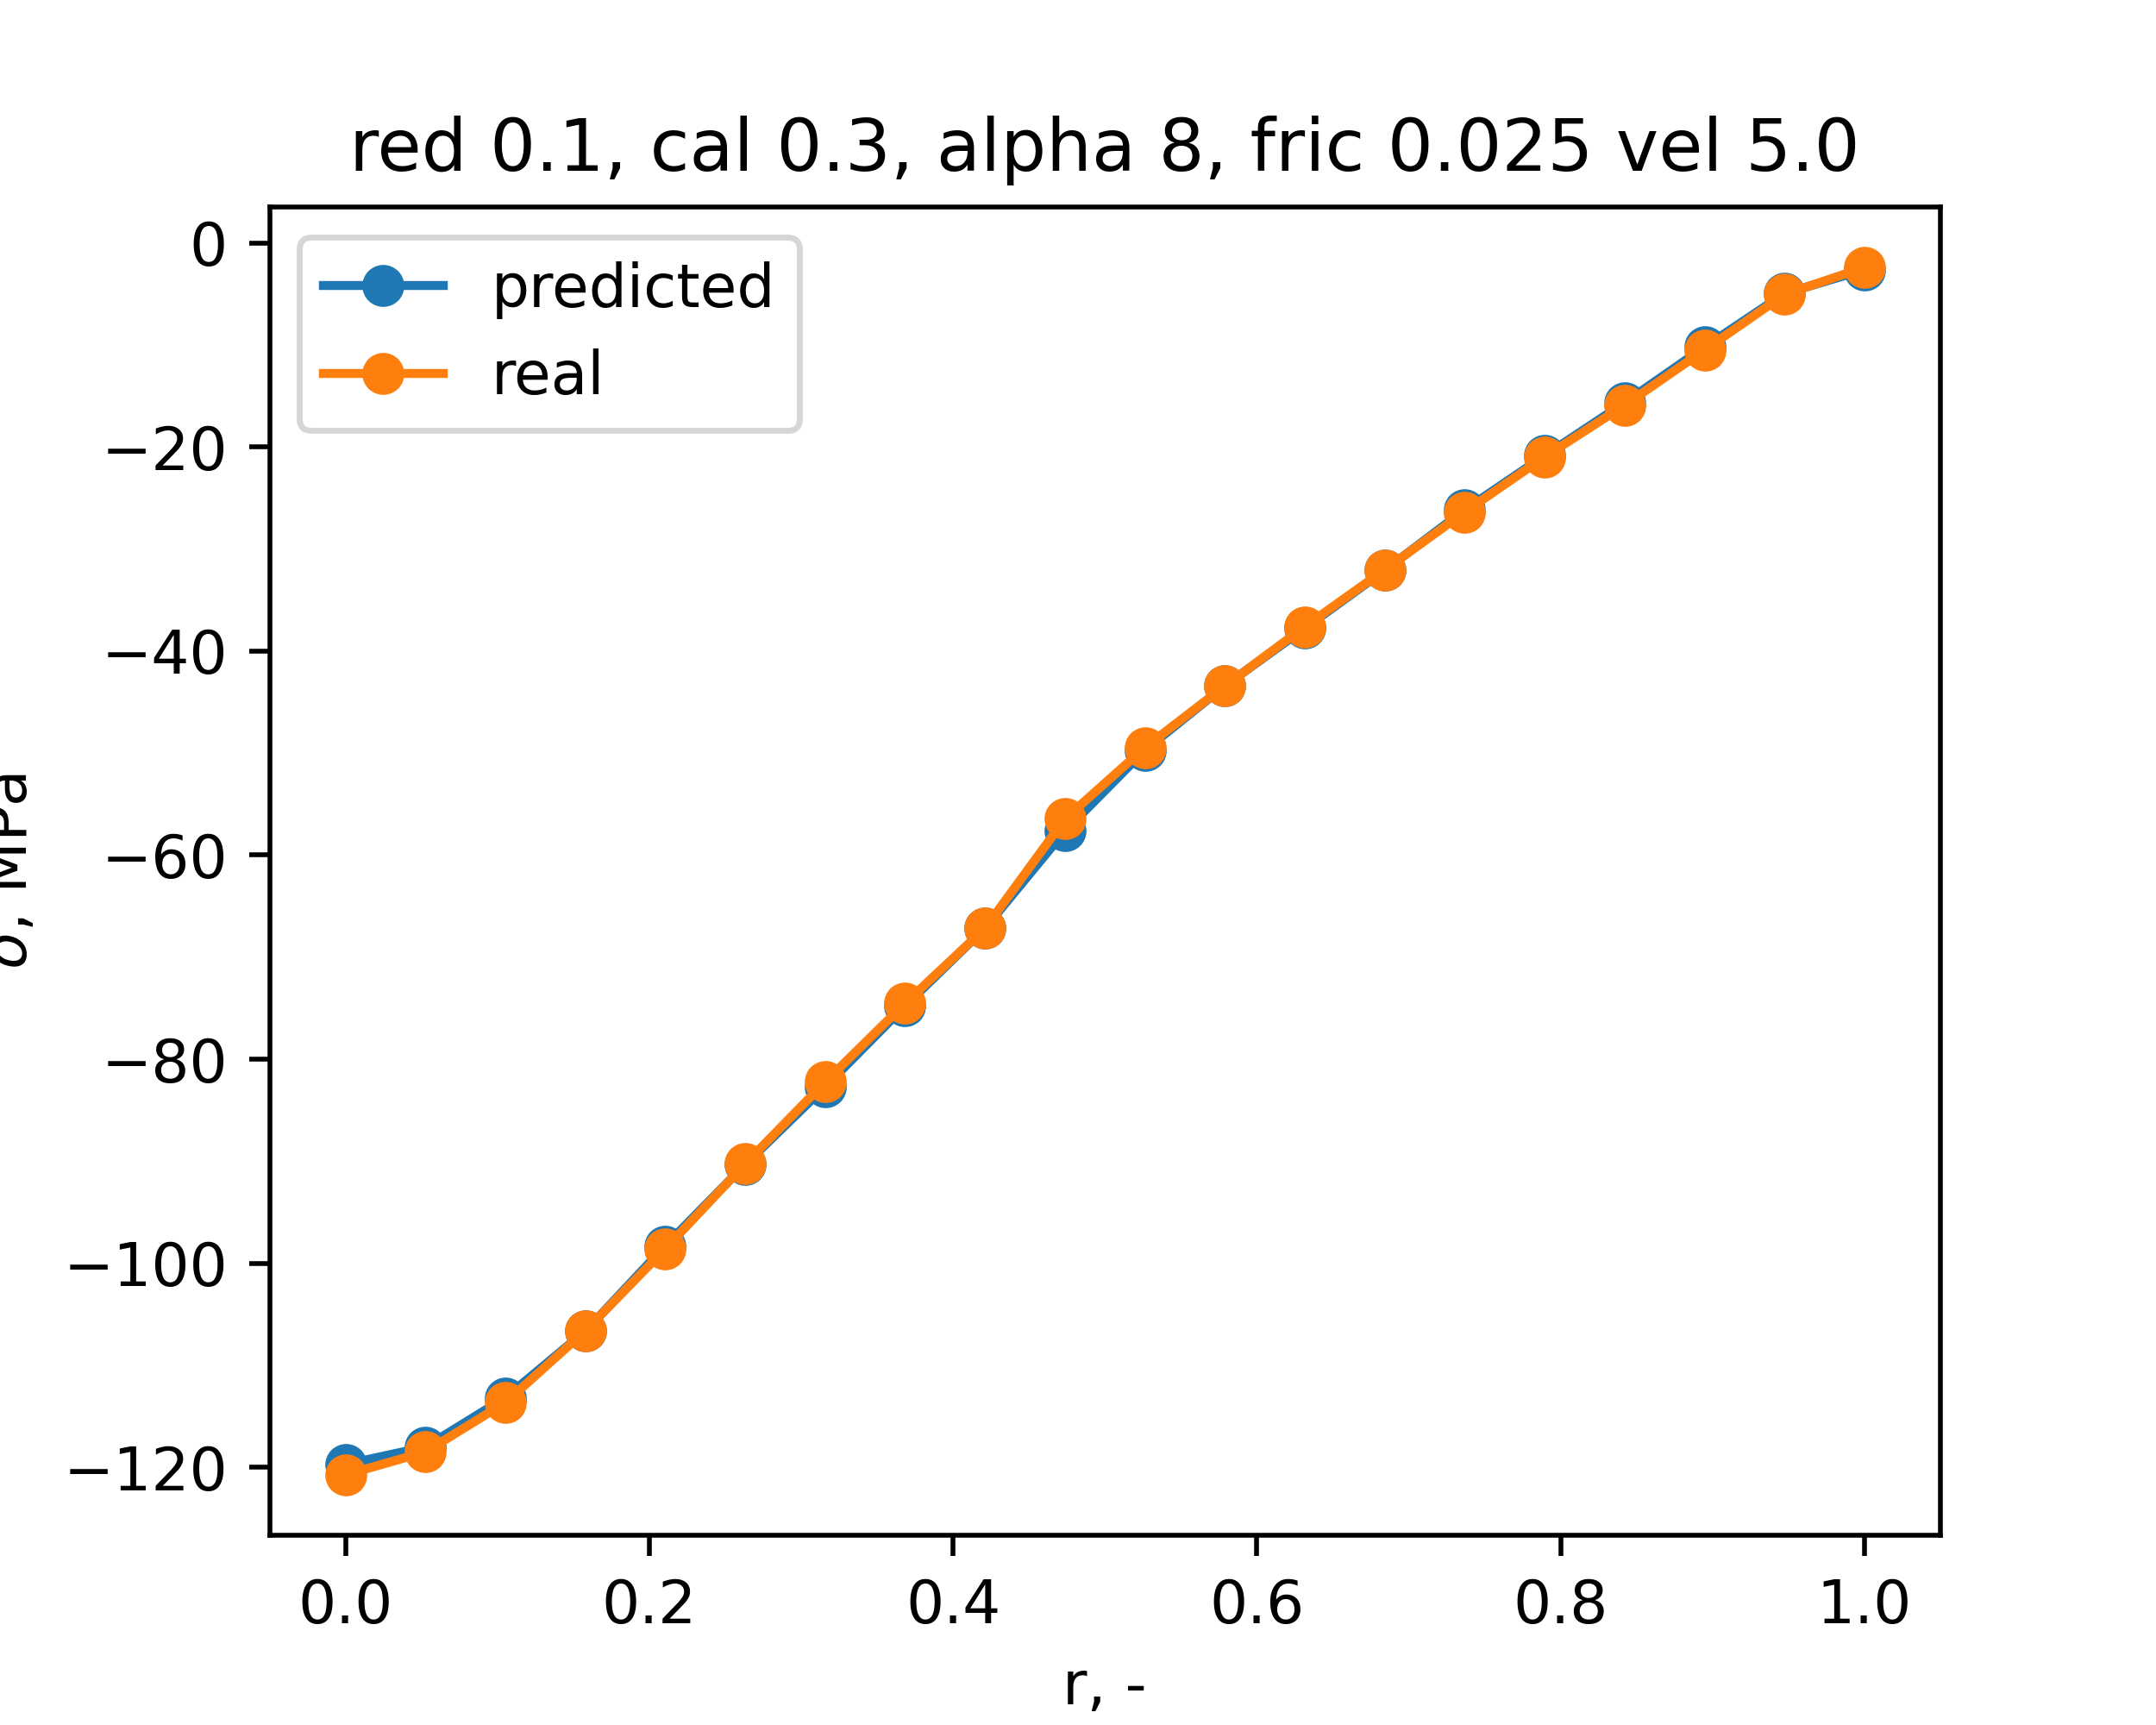 red 0.1, cal 0.3, alpha 8, fric 0.025 vel 5.0
predicted
real
0
−20
−40
−60
−80
−100
−120
σ, MPa
0.0 0.2 0.4 0.6 0.8 1.0
r, -